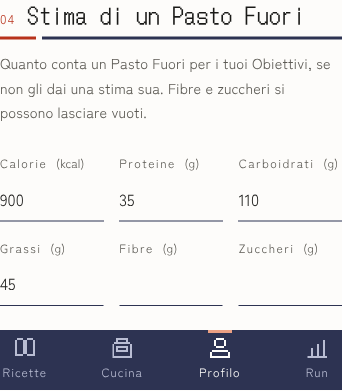 04 Stima di un Pasto Fuori
Quanto conta un Pasto Fuori per i tuoi Obiettivi, se
non gli dai una stima sua. Fibre e zuccheri si
possono lasciare vuoti.
Calorie (kcal) Proteine (g) Carboidrati (g)
900 35 110
Grassi (g) Fibre (g) Zuccheri (g)
45
Ricette Cucina Profilo Run